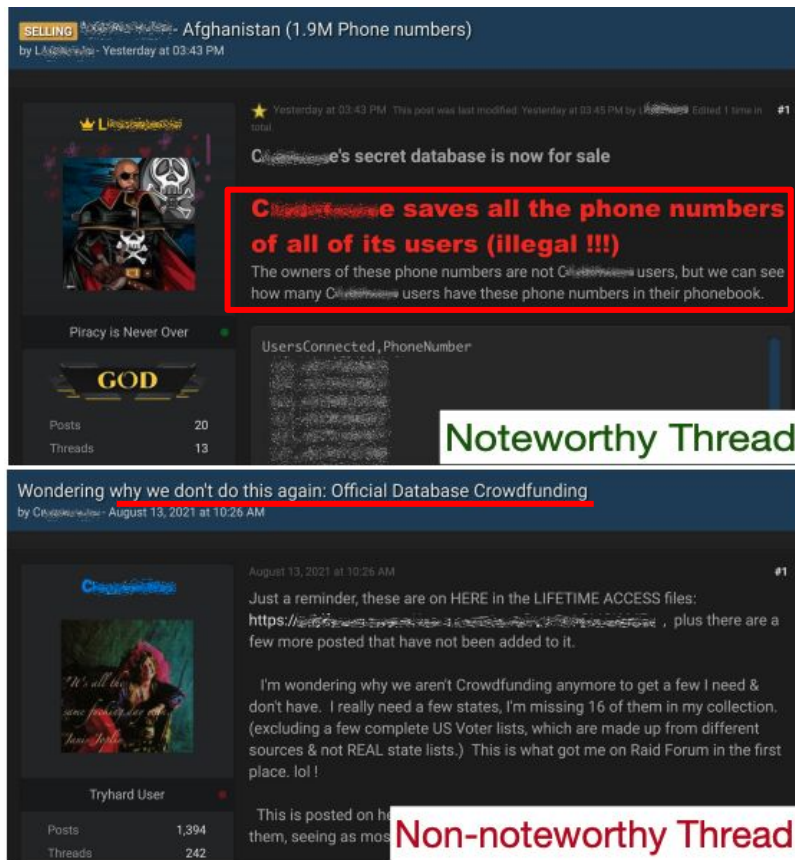 SELLING - Afghanistan (1.9M Phone numbers)
by L - Yesterday at 03:43 PM
Yesterday at 03:43 PM This post was last modified: Yesterday at 03:45 PM by Edited 1 time in total. #1
L
C e's secret database is now for sale
C e saves all the phone numbers
of all of its users (illegal !!!)
The owners of these phone numbers are not C users, but we can see
how many C users have these phone numbers in their phonebook.
Piracy is Never Over
GOD
Posts 20
Threads 13
UsersConnected,PhoneNumber
Noteworthy Thread
Wondering why we don't do this again: Official Database Crowdfunding
by C - August 13, 2021 at 10:26 AM
August 13, 2021 at 10:26 AM #1
Just a reminder, these are on HERE in the LIFETIME ACCESS files:
https:// , plus there are a
few more posted that have not been added to it.
I'm wondering why we aren't Crowdfunding anymore to get a few I need &
don't have. I really need a few states, I'm missing 16 of them in my collection.
(excluding a few complete US Voter lists, which are made up from different
sources & not REAL state lists.) This is what got me on Raid Forum in the first
place. lol !
"It's all the
same day
Janis Joplin
Tryhard User
Posts 1,394
Threads 242
This is posted on he
them, seeing as mos
Non-noteworthy Thread